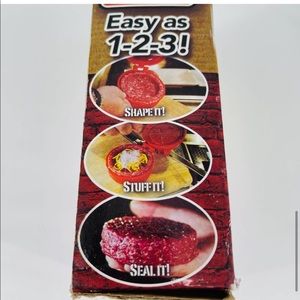 Easy as
1-2-3!
SHAPE IT!
STUFF IT!
SEAL IT!